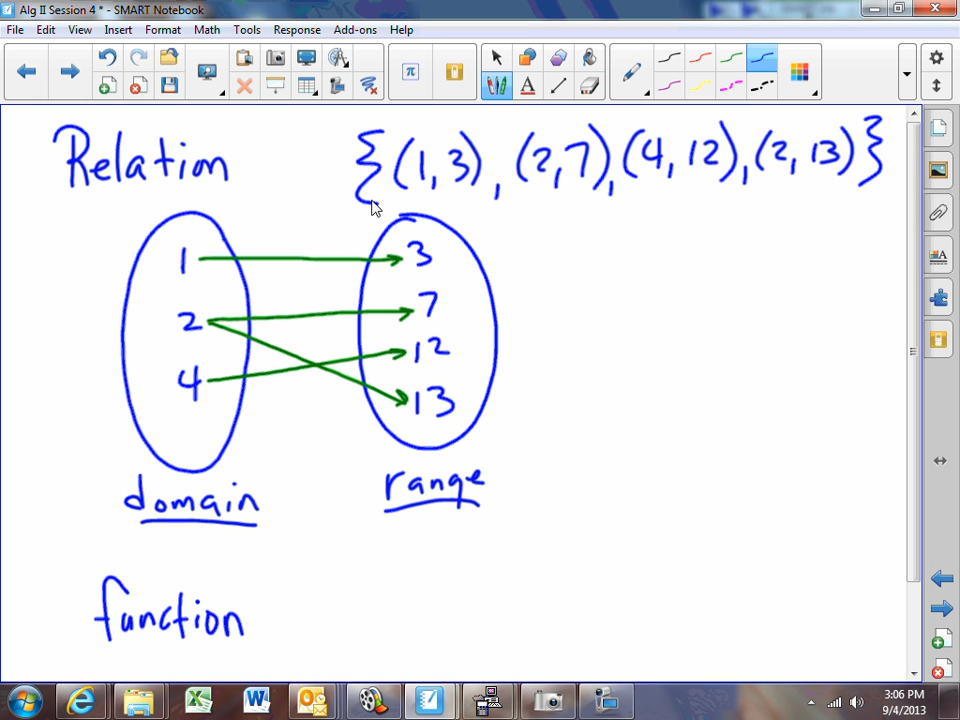 Alg II Session 4 * - SMART Notebook
File Edit View Insert Format Math Tools Response Add-ons Help
π A
A
Relation {(1,3), (2,7), (4,12), (2,13)}
1 3
2 7
12
4
13
domain range
function
3:06 PM
9/4/2013